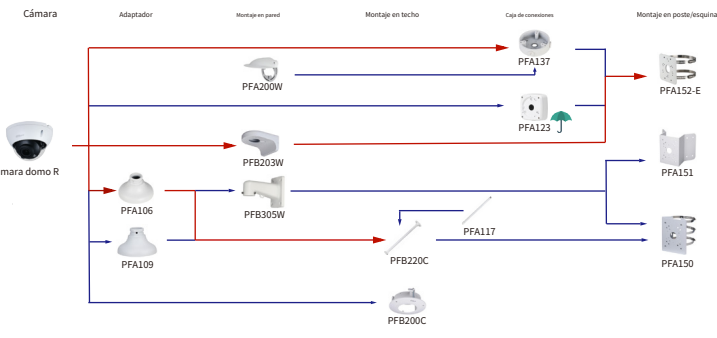 Cámara
Adaptador
Montaje en pared
Montaje en techo
Caja de conexiones
Montaje en poste/esquina
PFA137
PFA200W
PFA152-E
PFA123
mara domo R
PFB203W
PFA151
PFA106
PFB305W
PFA117
PFA109
PFB220C
PFA150
PFB200C